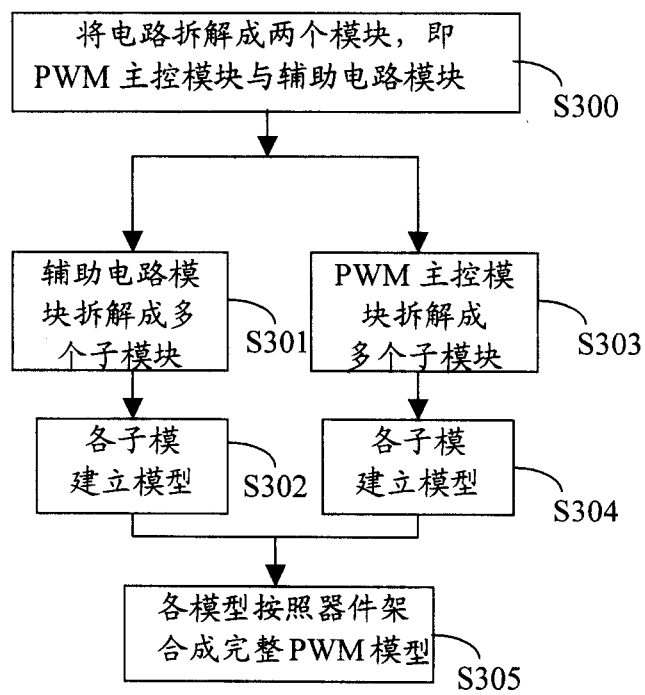 将电路拆解成两个模块，即
PWM 主控模块与辅助电路模块
S300
辅助电路模
块拆解成多
个子模块
S301
PWM 主控模
块拆解成
多个子模块
S303
各子模
建立模型
S302
各子模
建立模型
S304
各模型按照器件架
合成完整PWM模型
S305